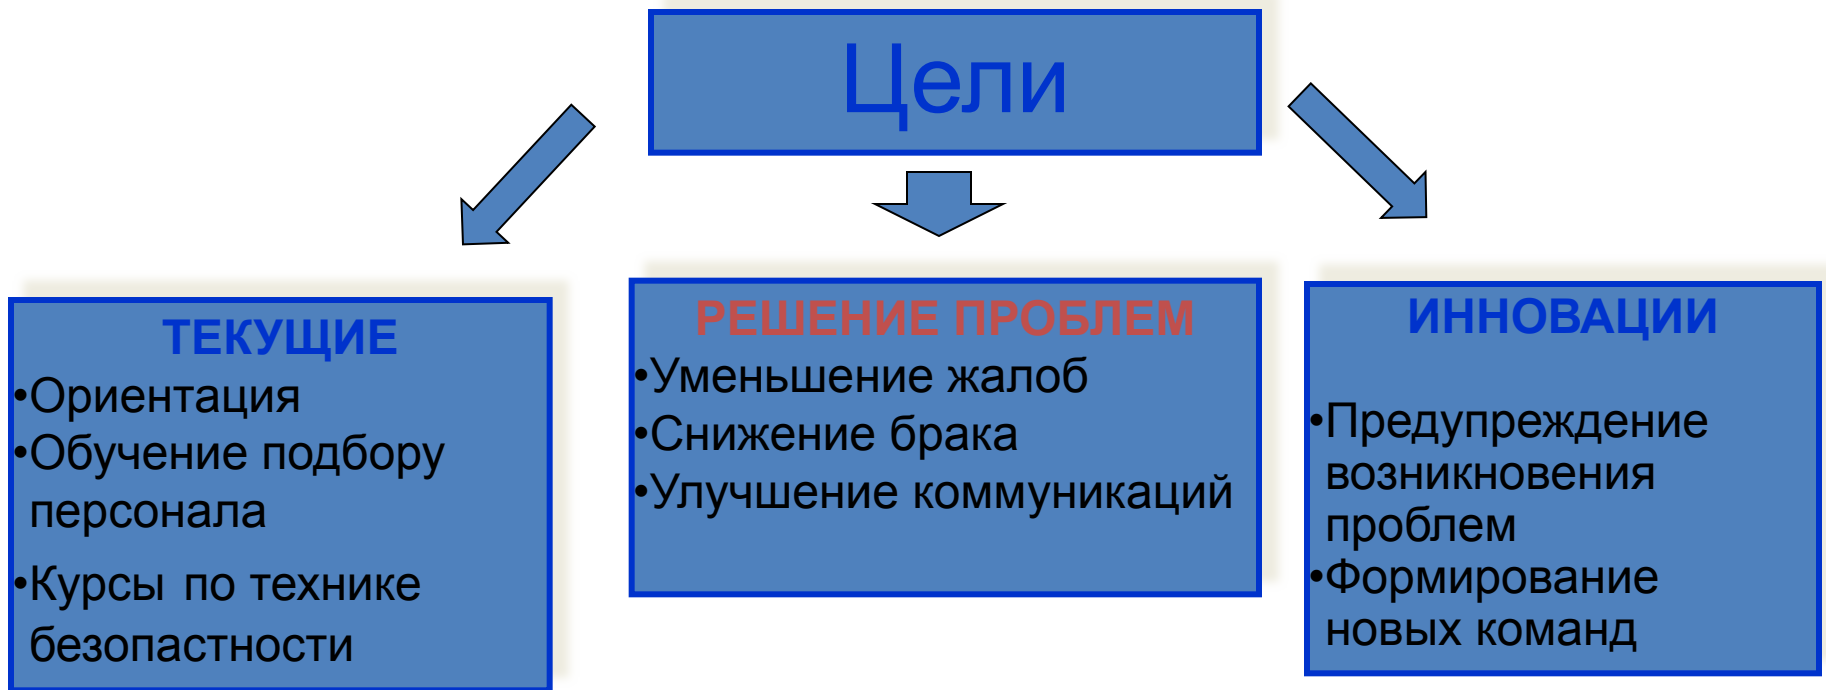 Цели
ТЕКУЩИЕ
•Ориентация
•Обучение подбору
персонала
•Курсы по технике
безопастности
РЕШЕНИЕ ПРОБЛЕМ
•Уменьшение жалоб
•Снижение брака
•Улучшение коммуникаций
ИННОВАЦИИ
•Предупреждение
возникновения
проблем
•Формирование
новых команд